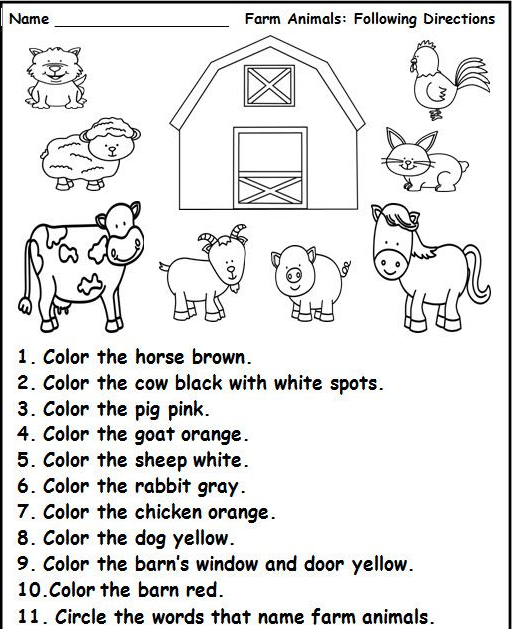 Name ____________________ Farm Animals: Following Directions
1. Color the horse brown.
2. Color the cow black with white spots.
3. Color the pig pink.
4. Color the goat orange.
5. Color the sheep white.
6. Color the rabbit gray.
7. Color the chicken orange.
8. Color the dog yellow.
9. Color the barn's window and door yellow.
10.Color the barn red.
11. Circle the words that name farm animals.